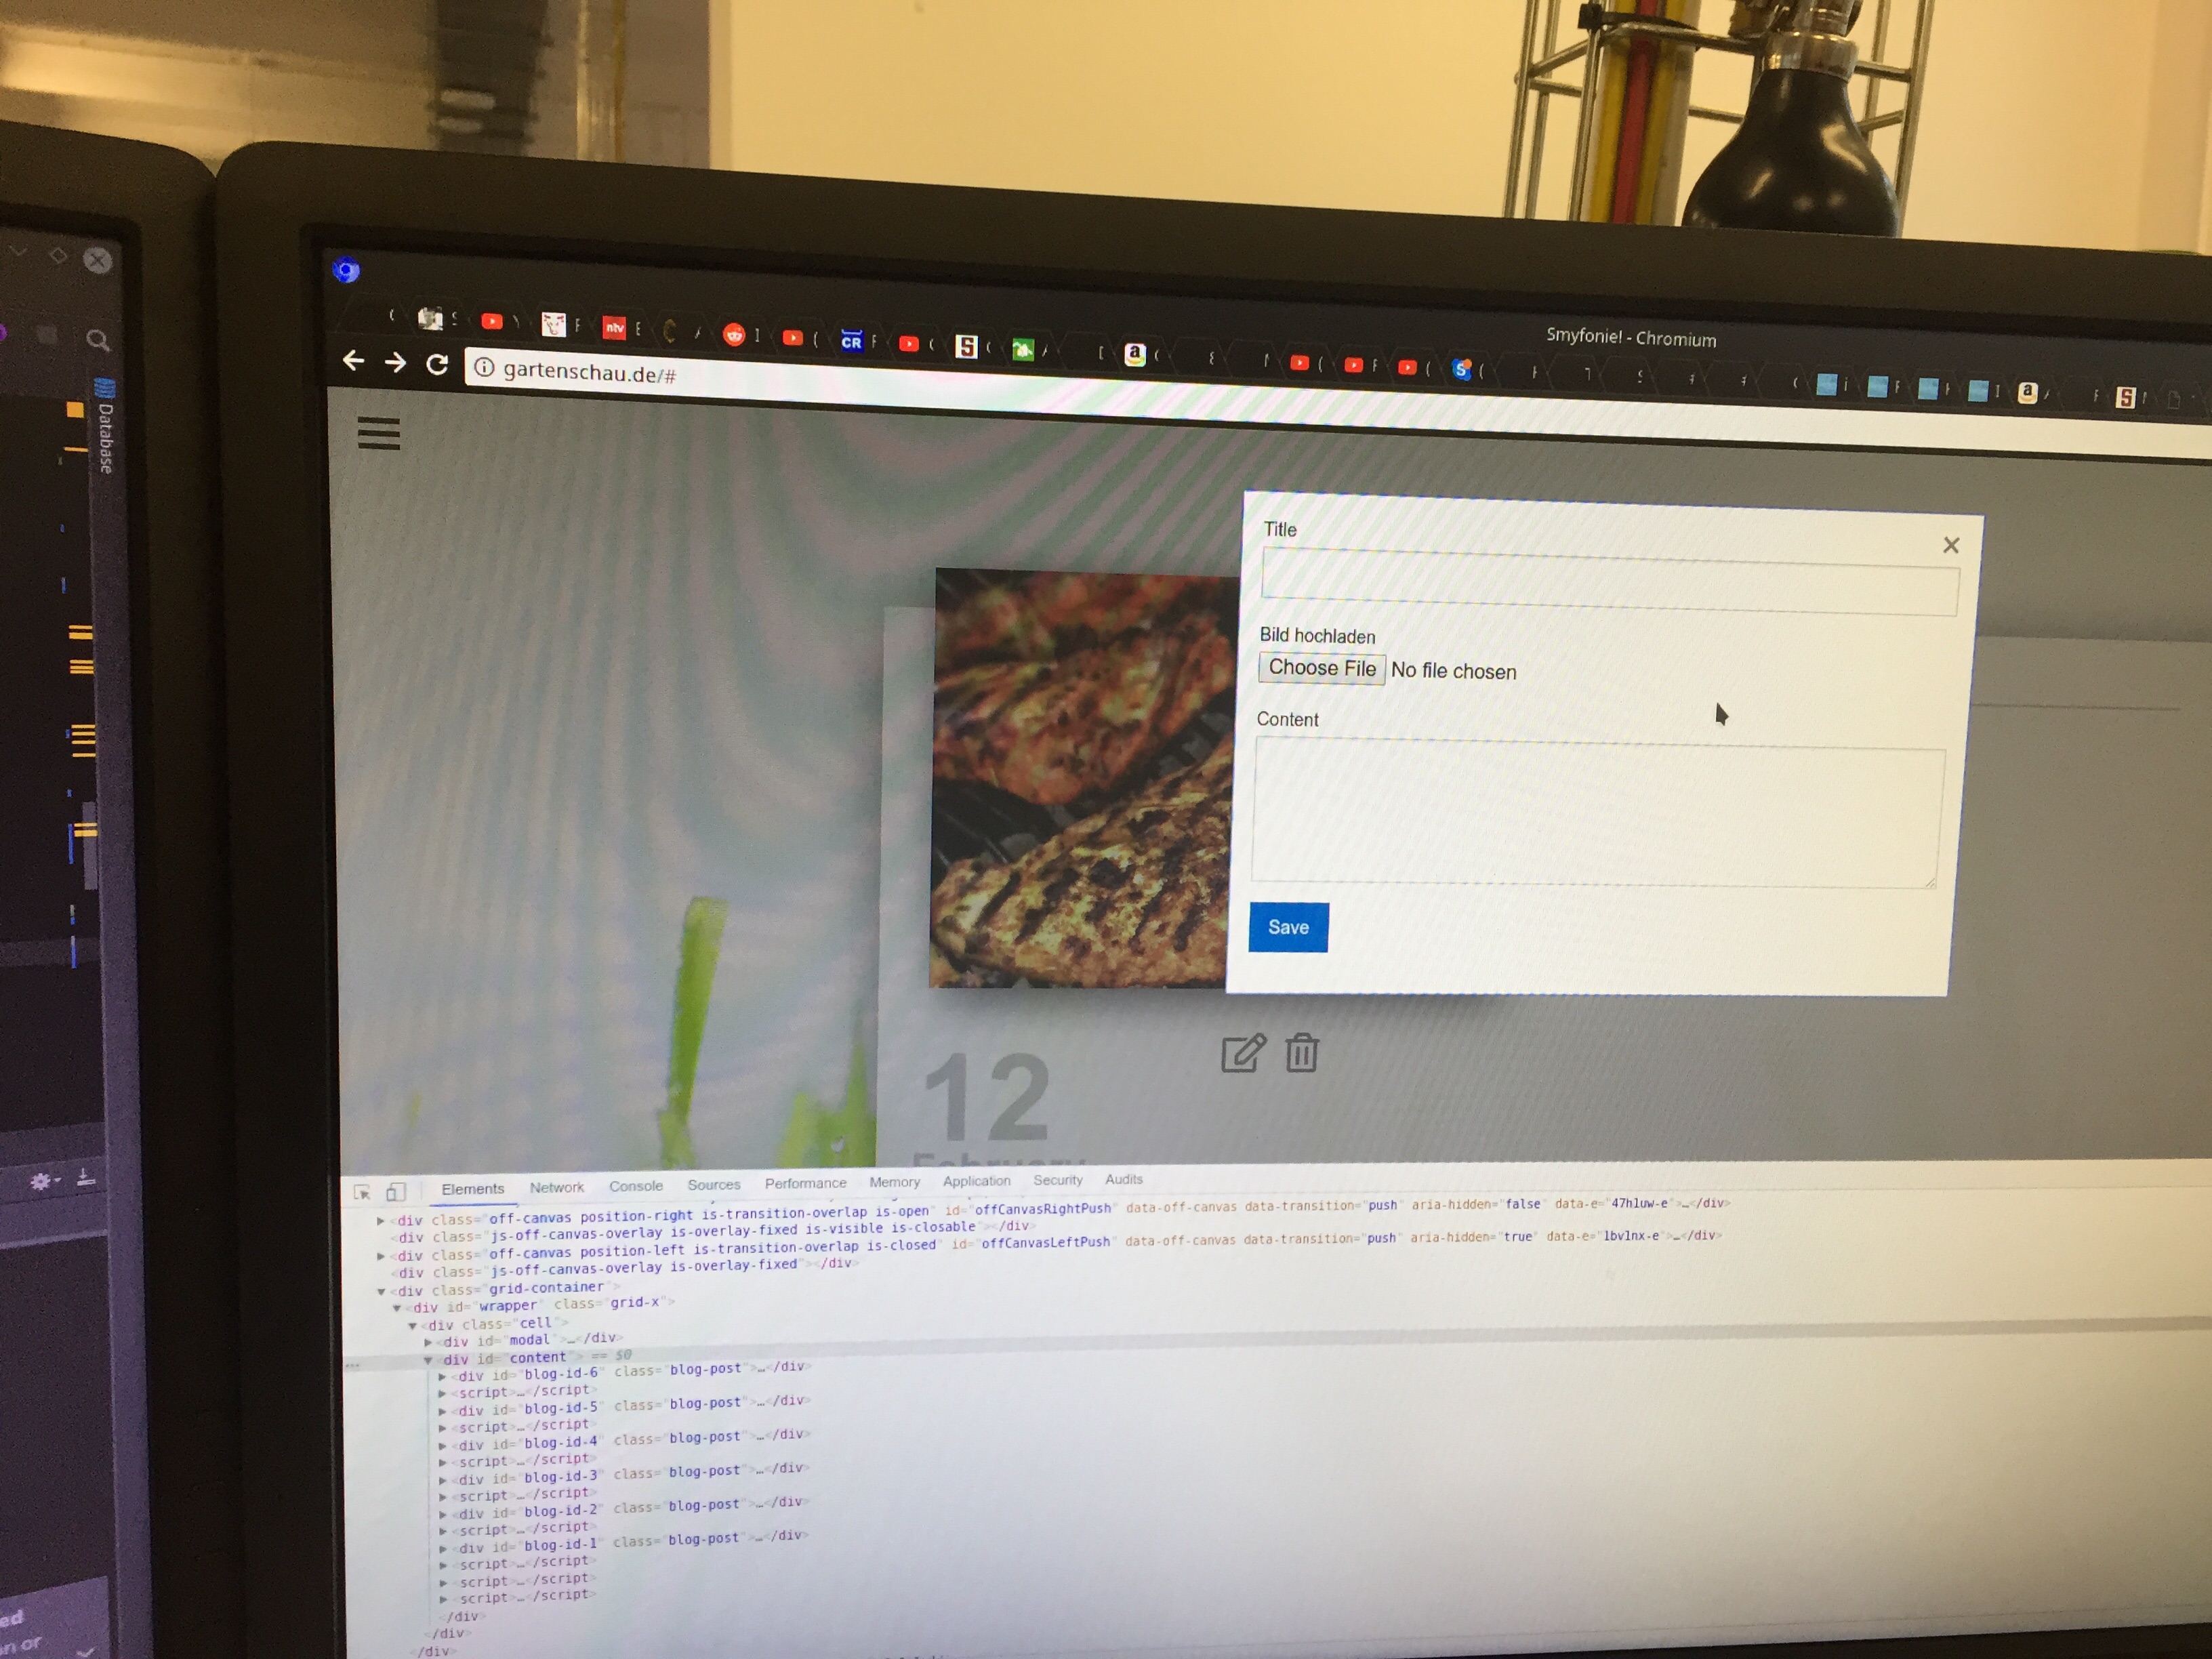 Smyfonie! - Chromium
ntv
CR
S
a
S
a
S
gartenschau.de/#
Database
Title
×
Bild hochladen
Choose File No file chosen
Content
Save
12
February
Elements Network Console Sources Performance Memory Application Security Audits
<div class="off-canvas position-right is-transition-overlap is-open" id="offCanvasRightPush" data-off-canvas data-transition="push" aria-hidden="false" data-e="47hluw-e">…</div>
<div class="js-off-canvas-overlay is-overlay-fixed is-visible is-closable"></div>
<div class="off-canvas position-left is-transition-overlap is-closed" id="offCanvasLeftPush" data-off-canvas data-transition="push" aria-hidden="true" data-e="lbvlnx-e">…</div>
<div class="js-off-canvas-overlay is-overlay-fixed"></div>
<div class="grid-container">
<div id="wrapper" class="grid-x">
<div class="cell">
<div id="modal">…</div>
<div id="content"> == $0
<div id="blog-id-6" class="blog-post">…</div>
<script>…</script>
<div id="blog-id-5" class="blog-post">…</div>
<script>…</script>
<div id="blog-id-4" class="blog-post">…</div>
<script>…</script>
<div id="blog-id-3" class="blog-post">…</div>
<script>…</script>
<div id="blog-id-2" class="blog-post">…</div>
<script>…</script>
<div id="blog-id-1" class="blog-post">…</div>
<script>…</script>
<script>…</script>
<script>…</script>
</div>
</div>
</div>
ed
on or